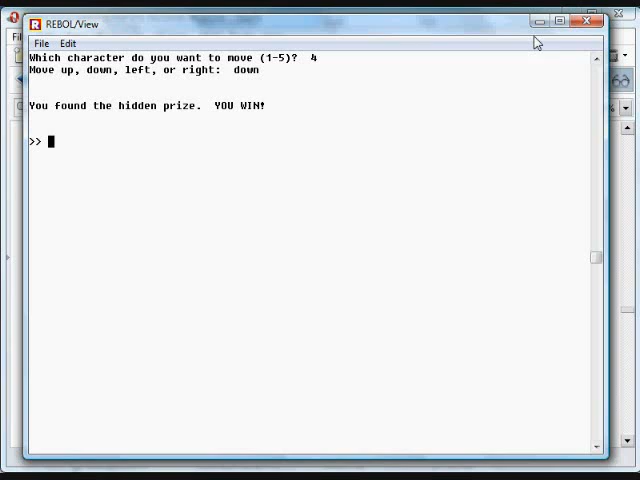 REBOL/View
File Edit
Which character do you want to move (1-5)? 4
Move up, down, left, or right: down
You found the hidden prize. YOU WIN!
>>